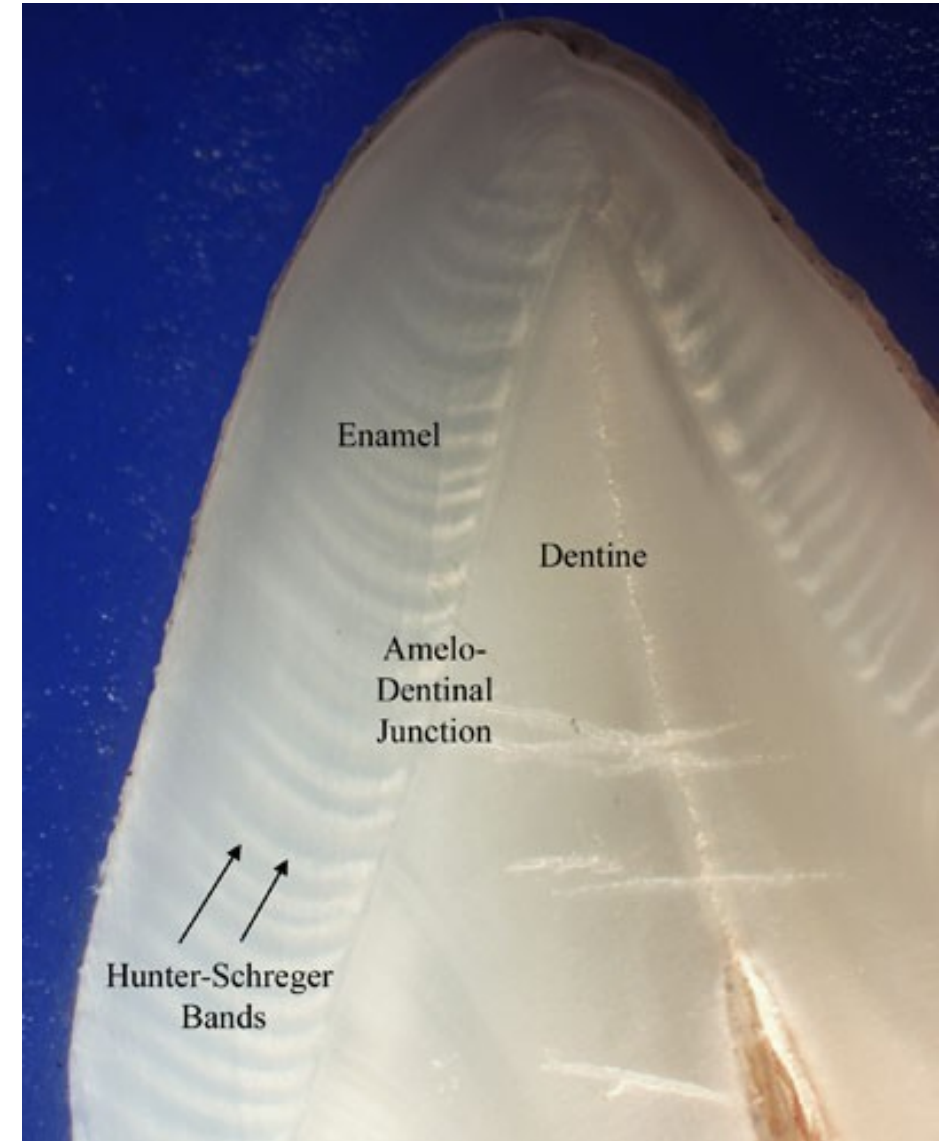 Enamel
Dentine
Amelo-
Dentinal
Junction
Hunter-Schreger
Bands